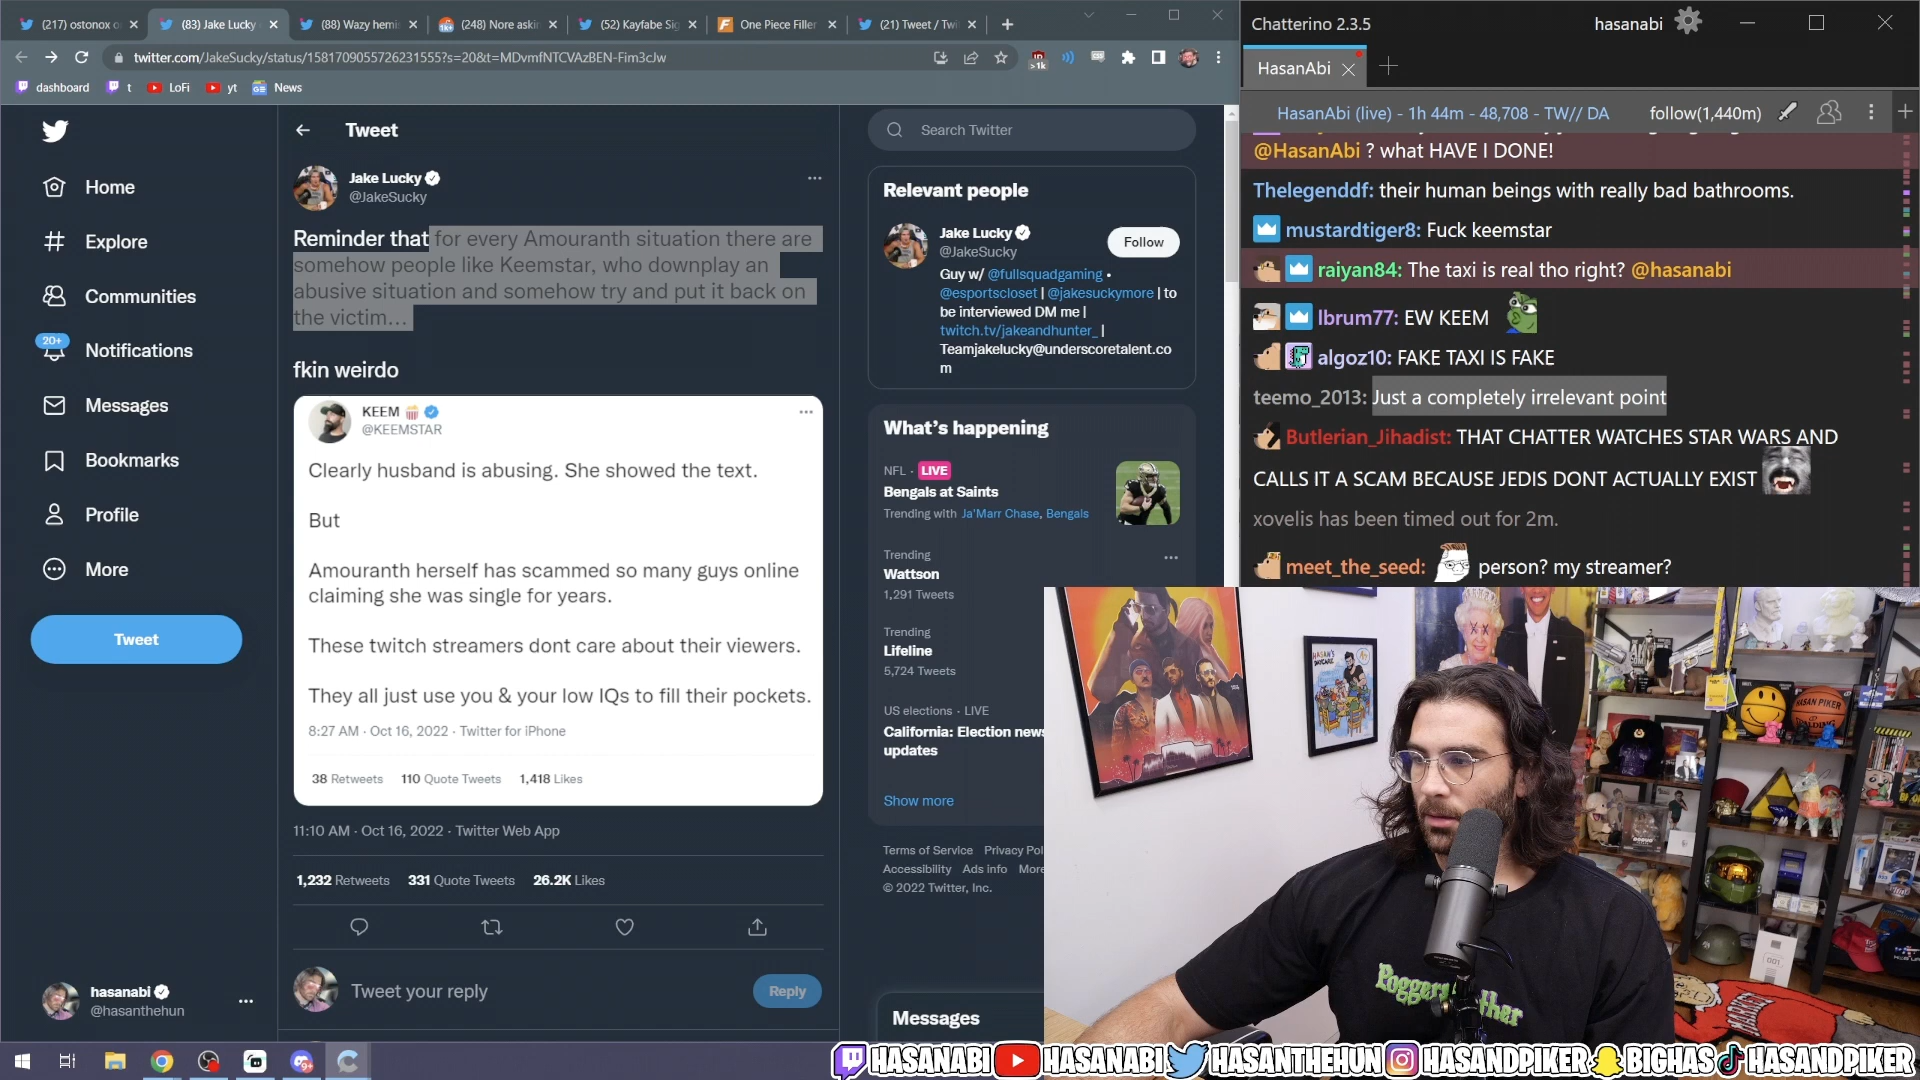 (217) ostonox o
(83) Jake Lucky
(88) Wazy hemi
(248) Nore askin
(52) Kayfabe Sig
One Piece Filler
(21) Tweet / Twi
twitter.com/JakeSucky/status/1581709055726231555?s=20&t=MDvmfNTCVAzBEN-Fim3cJw
>1k
dashboard
t
LoFi
yt
News
Home
Explore
Communities
20+
Notifications
Messages
Bookmarks
Profile
More
Tweet
hasanabi
@hasanthehun
Tweet
Jake Lucky
@JakeSucky
Reminder that for every Amouranth situation there are
somehow people like Keemstar, who downplay an
abusive situation and somehow try and put it back on
the victim...
fkin weirdo
KEEM
@KEEMSTAR
Clearly husband is abusing. She showed the text.
But
Amouranth herself has scammed so many guys online
claiming she was single for years.
These twitch streamers dont care about their viewers.
They all just use you & your low IQs to fill their pockets.
8:27 AM · Oct 16, 2022 · Twitter for iPhone
38 Retweets 110 Quote Tweets 1,418 Likes
11:10 AM · Oct 16, 2022 · Twitter Web App
1,232 Retweets 331 Quote Tweets 26.2K Likes
Tweet your reply
Reply
Search Twitter
Relevant people
Jake Lucky
@JakeSucky
Follow
Guy w/ @fullsquadgaming •
@esportscloset | @jakesuckymore | to
be interviewed DM me |
twitch.tv/jakeandhunter_ |
Teamjakelucky@underscoretalent.co
m
What's happening
NFL · LIVE
Bengals at Saints
Trending with Ja'Marr Chase, Bengals
Trending
Wattson
1,291 Tweets
Trending
Lifeline
5,724 Tweets
US elections · LIVE
California: Election news
updates
Show more
Terms of Service Privacy Pol
Accessibility Ads info More
© 2022 Twitter, Inc.
Messages
Chatterino 2.3.5
hasanabi
HasanAbi
HasanAbi (live) - 1h 44m - 48,708 - TW// DA
follow(1,440m)
@HasanAbi ? what HAVE I DONE!
Thelegenddf: their human beings with really bad bathrooms.
mustardtiger8: Fuck keemstar
raiyan84: The taxi is real tho right? @hasanabi
lbrum77: EW KEEM
algoz10: FAKE TAXI IS FAKE
teemo_2013: Just a completely irrelevant point
Butlerian_Jihadist: THAT CHATTER WATCHES STAR WARS AND
CALLS IT A SCAM BECAUSE JEDIS DONT ACTUALLY EXIST
xovelis has been timed out for 2m.
meet_the_seed: person? my streamer?
HASAN PIKER
SPALDING
001
HASANABI
HASANABI
HASANTHEHUN
HASANDPIKER
BIGHAS
HASANDPIKER